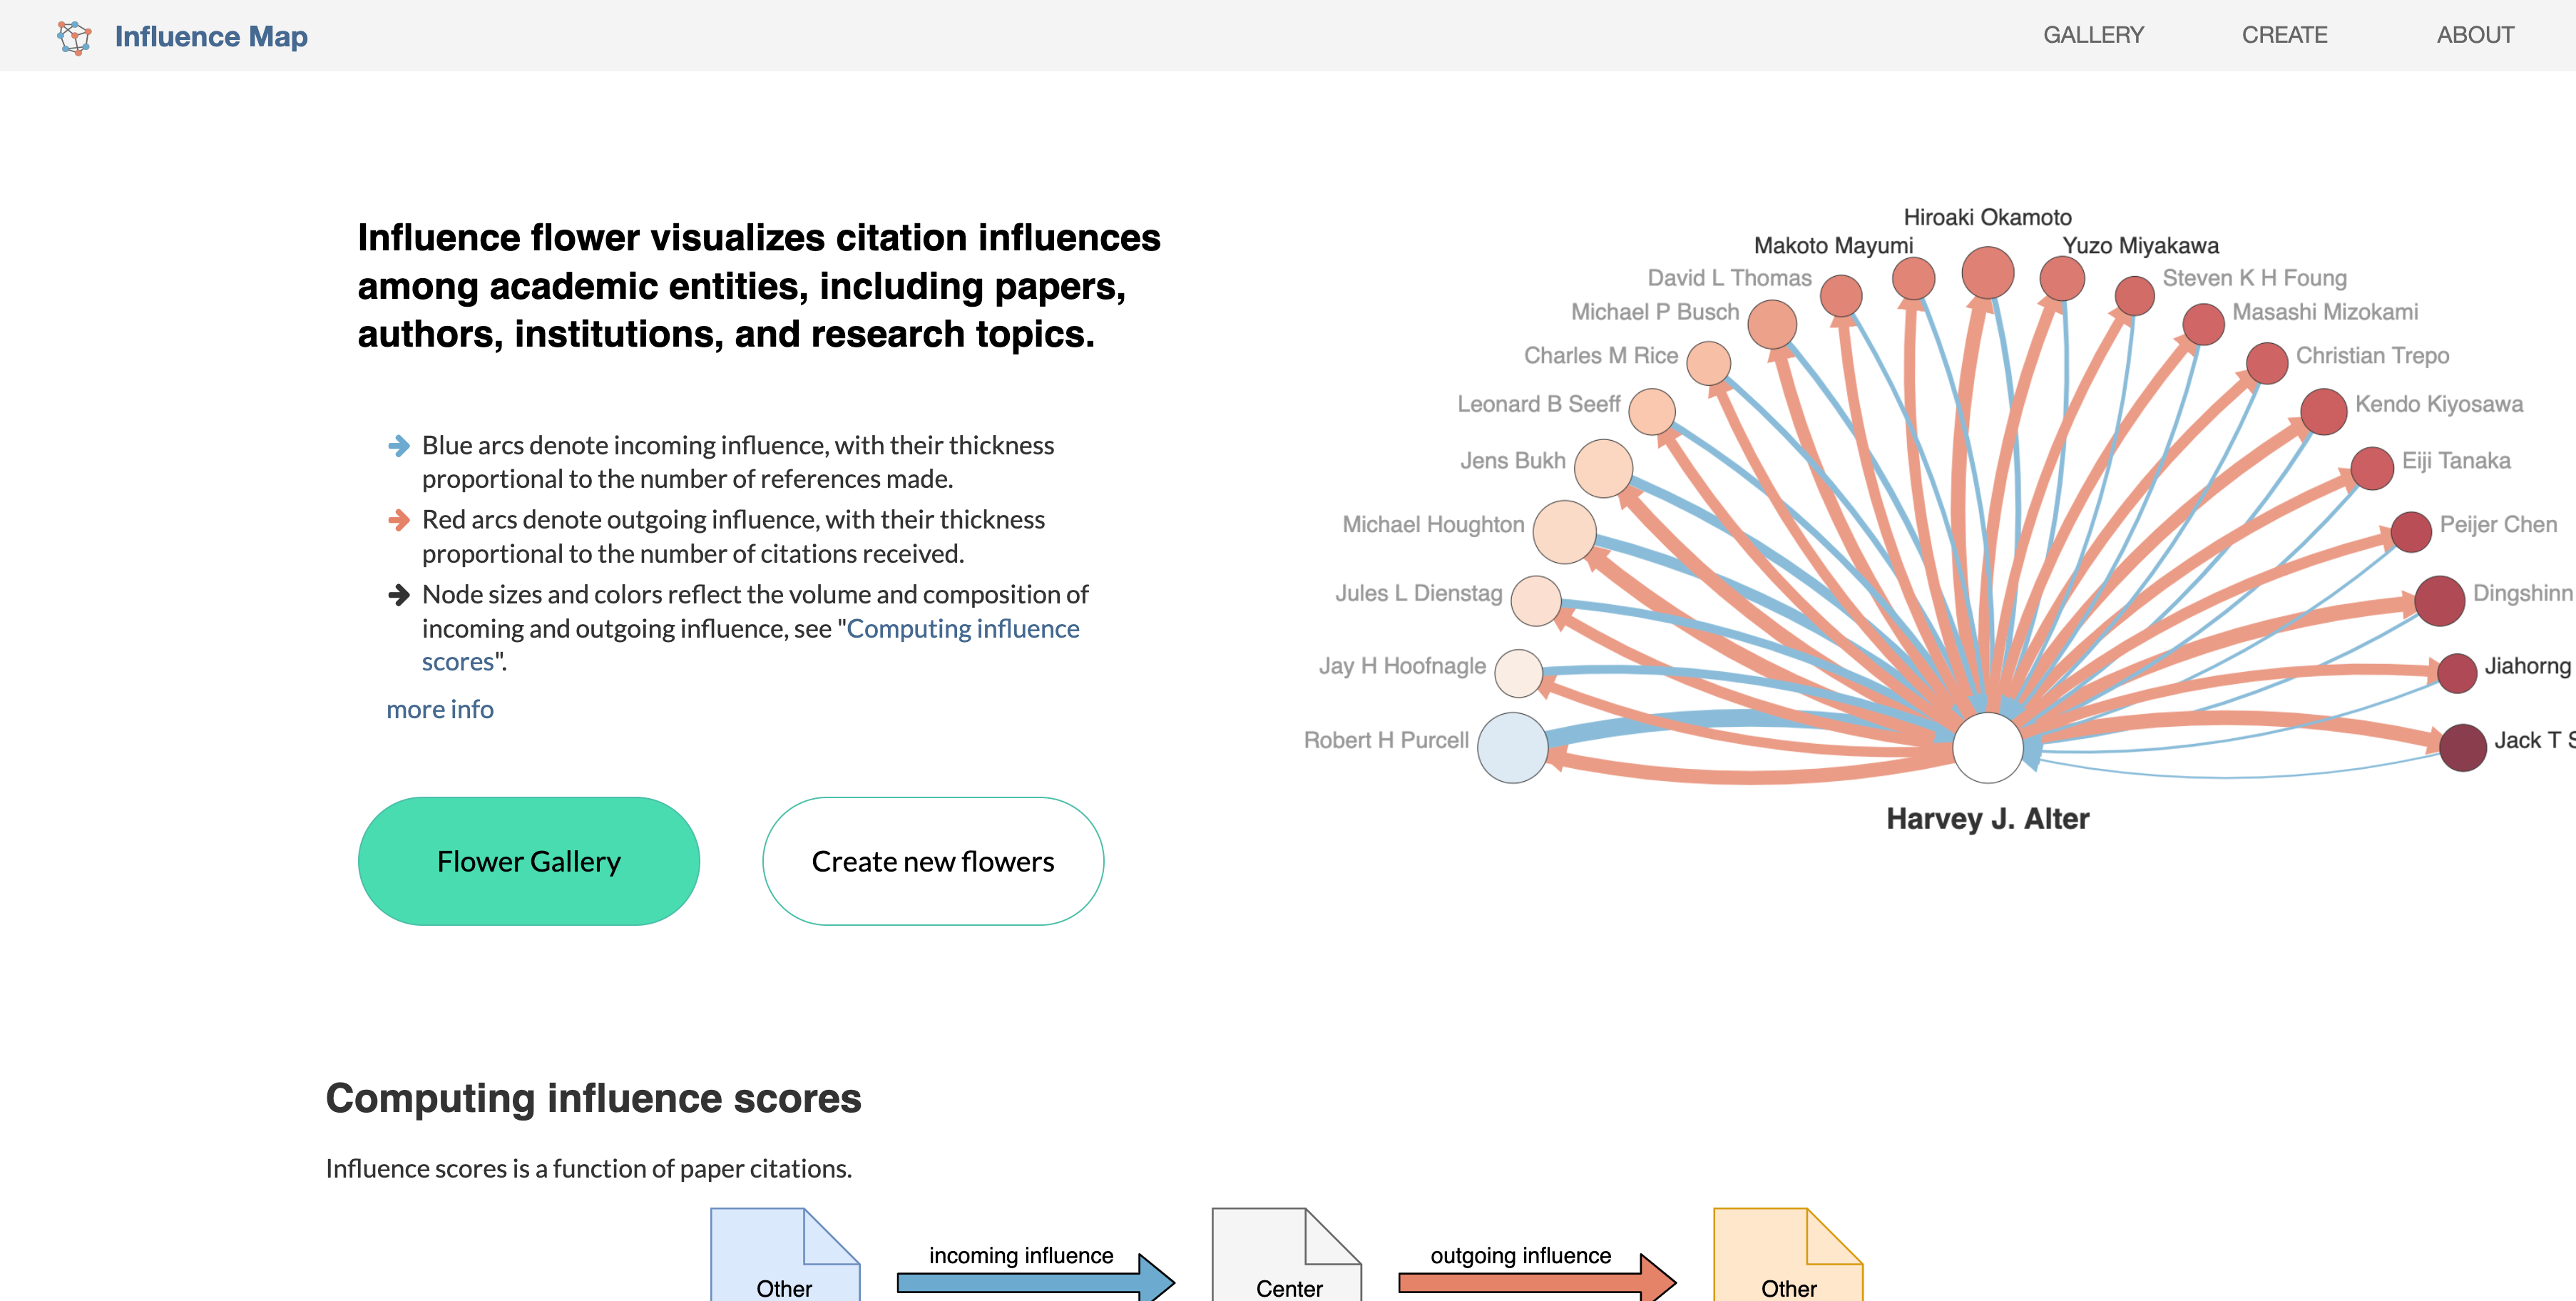 Influence Map
GALLERY
CREATE
ABOUT
Influence flower visualizes citation influences
among academic entities, including papers,
authors, institutions, and research topics.
Blue arcs denote incoming influence, with their thickness
proportional to the number of references made.
Red arcs denote outgoing influence, with their thickness
proportional to the number of citations received.
Node sizes and colors reflect the volume and composition of
incoming and outgoing influence, see "Computing influence
scores".
more info
Flower Gallery
Create new flowers
Hiroaki Okamoto
Makoto Mayumi
Yuzo Miyakawa
David L Thomas
Steven K H Foung
Michael P Busch
Masashi Mizokami
Charles M Rice
Christian Trepo
Leonard B Seeff
Kendo Kiyosawa
Jens Bukh
Eiji Tanaka
Michael Houghton
Peijer Chen
Jules L Dienstag
Dingshinn
Jay H Hoofnagle
Jiahorng
Robert H Purcell
Jack T
Harvey J. Alter
Computing influence scores
Influence scores is a function of paper citations.
incoming influence
outgoing influence
Other
Center
Other